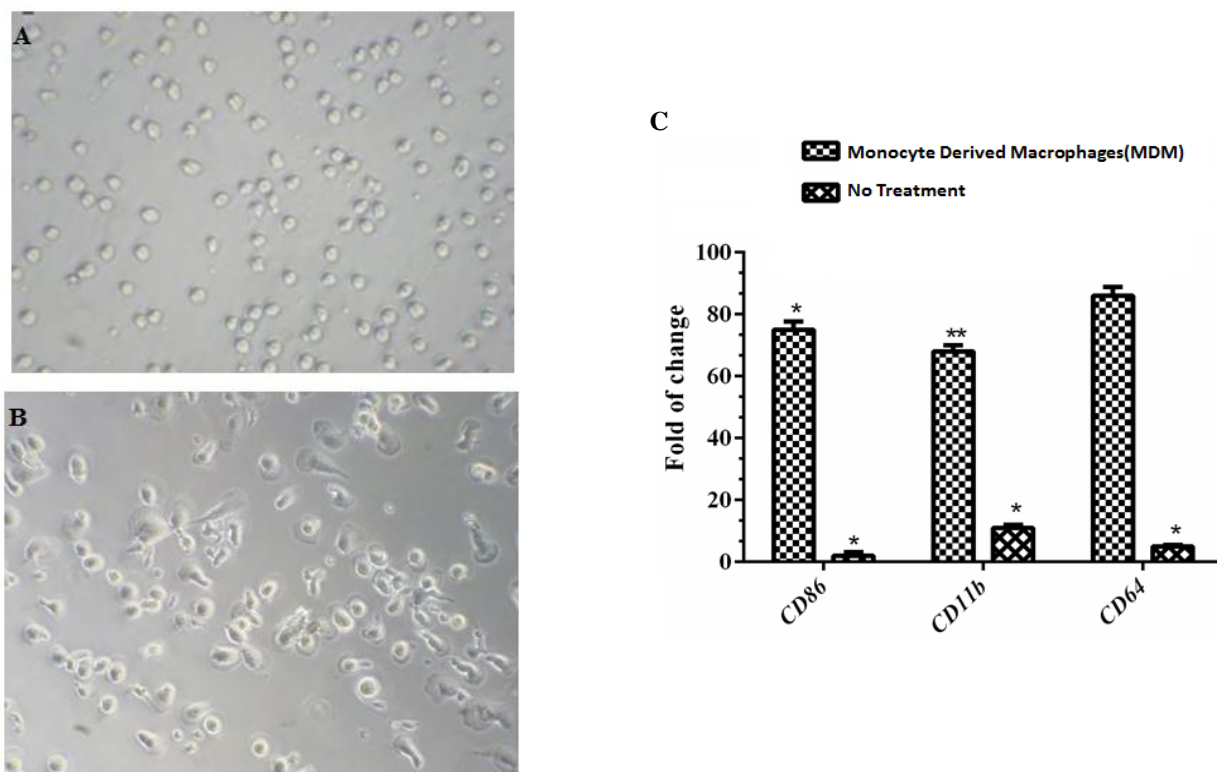 A
B
C
Monocyte Derived Macrophages(MDM)
No Treatment
Fold of change
100
80
60
40
20
0
*
*
**
*
*
CD86
CD11b
CD64